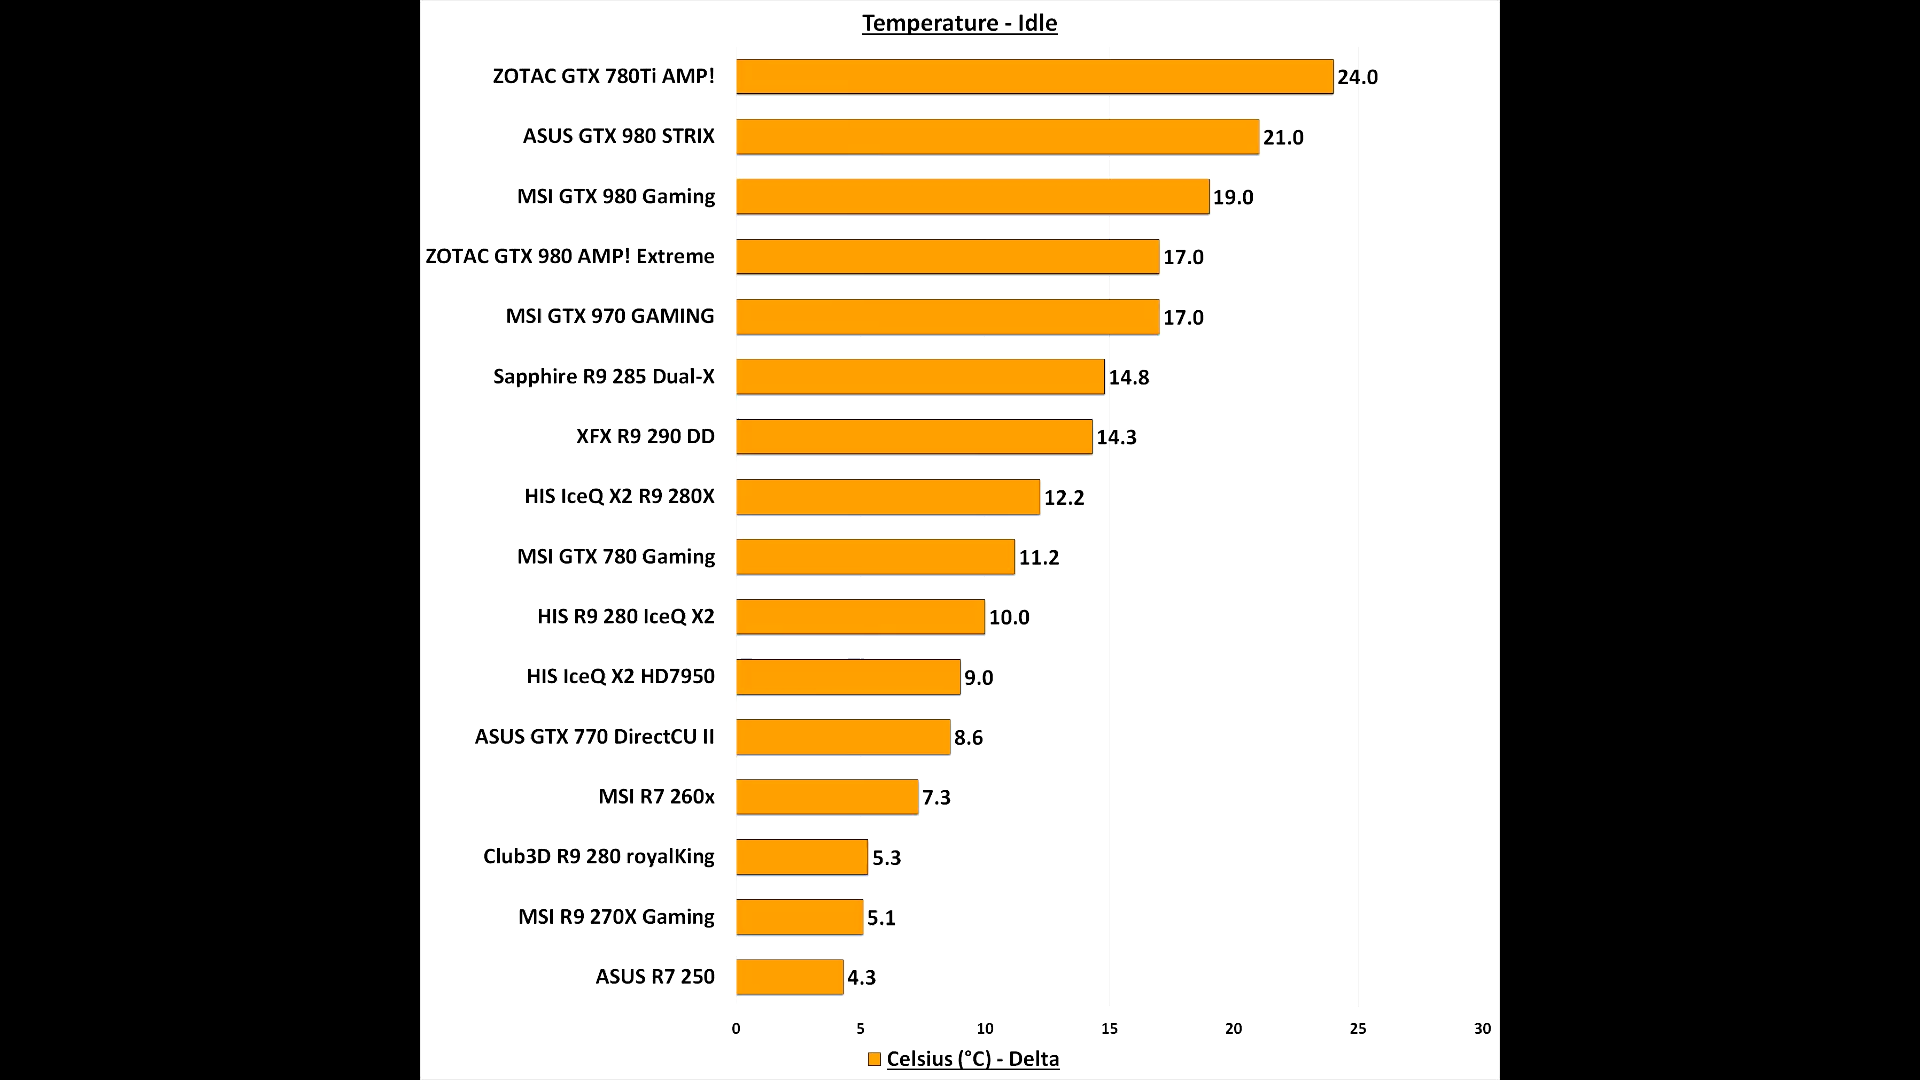 Temperature - Idle
ZOTAC GTX 780Ti AMP! 24.0
ASUS GTX 980 STRIX 21.0
MSI GTX 980 Gaming 19.0
ZOTAC GTX 980 AMP! Extreme 17.0
MSI GTX 970 GAMING 17.0
Sapphire R9 285 Dual-X 14.8
XFX R9 290 DD 14.3
HIS IceQ X2 R9 280X 12.2
MSI GTX 780 Gaming 11.2
HIS R9 280 IceQ X2 10.0
HIS IceQ X2 HD7950 9.0
ASUS GTX 770 DirectCU II 8.6
MSI R7 260x 7.3
Club3D R9 280 royalKing 5.3
MSI R9 270X Gaming 5.1
ASUS R7 250 4.3
0 5 10 15 20 25 30
Celsius (°C) - Delta